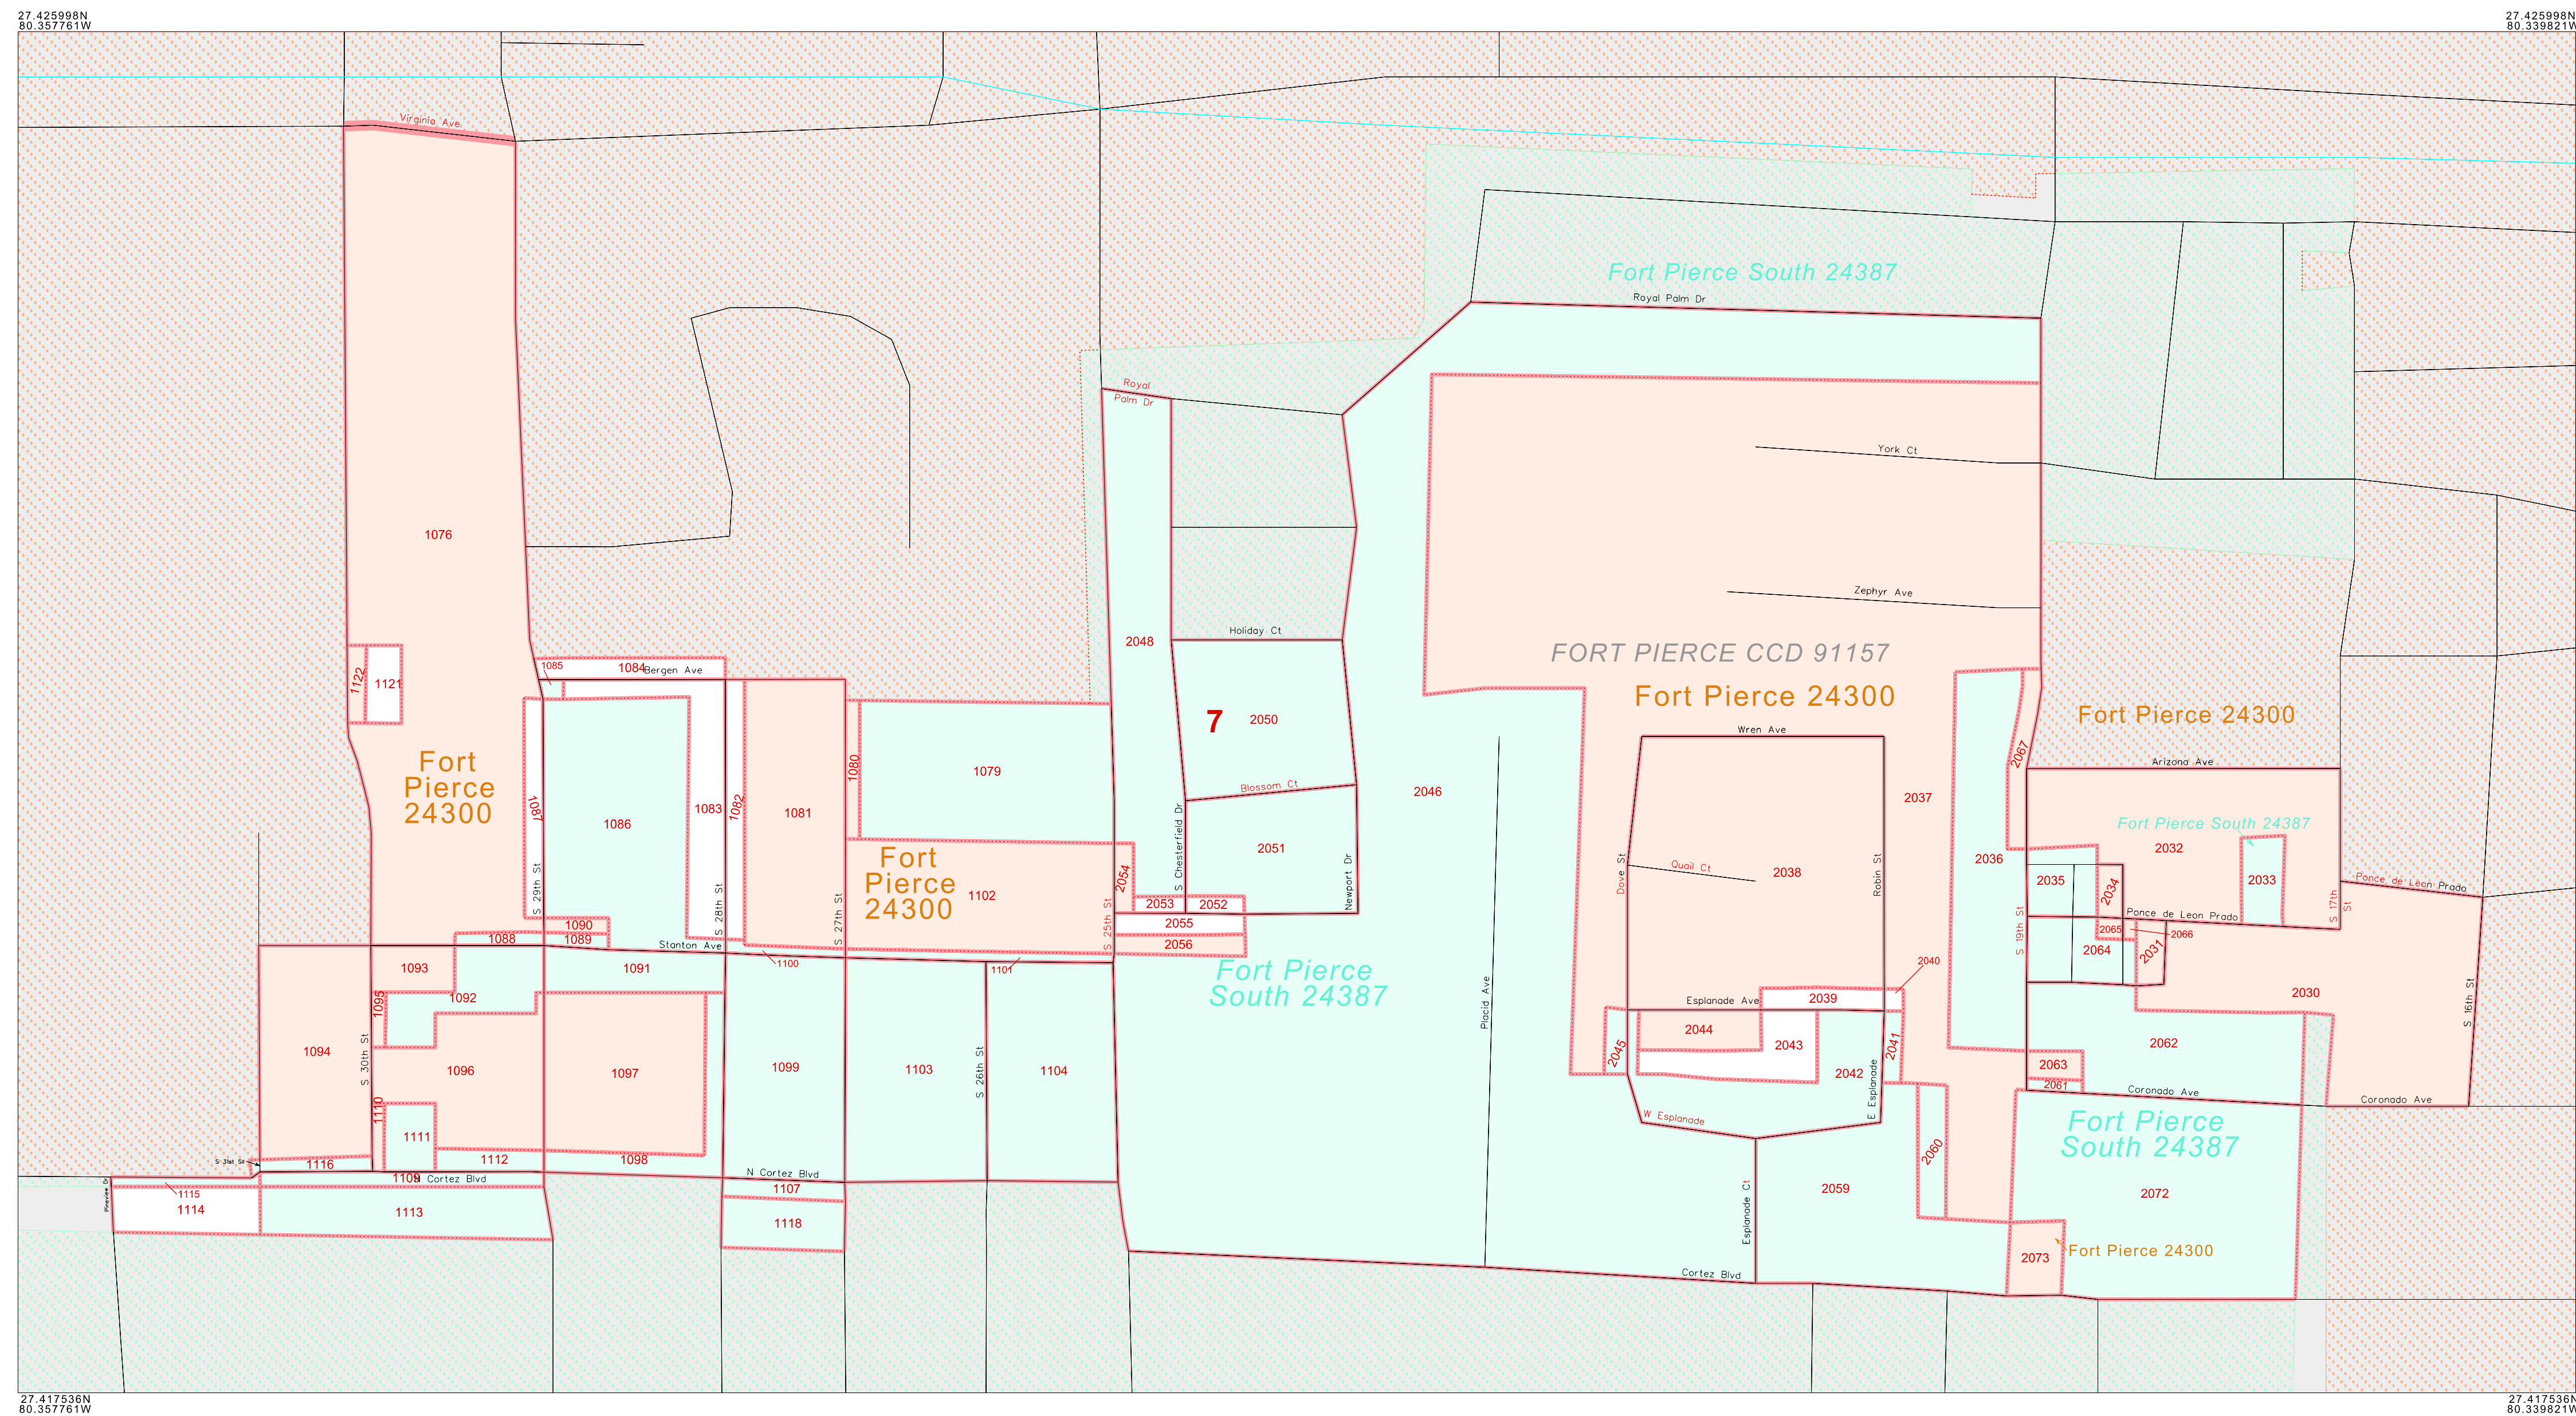 27.425998N
80.357761W
27.425998N
80.339821W
Virginia Ave
Fort Pierce South 24387
Royal Palm Dr
Royal
Palm Dr
York Ct
1076
Zephyr Ave
Holiday Ct
2048
FORT PIERCE CCD 91157
Fort Pierce 24300
1085
1084
Bergen Ave
1122
1121
Fort Pierce 24300
7
2050
Wren Ave
2067
Arizona Ave
Fort
Pierce
24300
1087
1086
1083
1082
1081
1080
1079
Blossom Ct
2046
2037
Fort Pierce South 24387
2032
2033
S Chesterfield Dr
2051
Newport Dr
Fort
Pierce
24300
1102
2054
2053
2052
2055
2056
Dove St
Quail Ct
2038
Robin St
2036
2035
2034
Ponce de Leon Prado
Ponce de Leon Prado
S 17th
St
S 29th St
S 28th St
S 27th St
S 25th St
1090
1088
1089
Stanton Ave
1093
1091
1100
1101
S 19th St
2065
2066
2064
2031
2040
1092
1095
Fort Pierce
South 24387
Placid Ave
Esplanade Ave
2039
2030
S 16th St
1094
S 30th St
1096
1097
1099
1103
S 26th St
1104
2045
2044
2043
2042
2041
E Esplanade
2062
2063
2061
Coronado Ave
Coronado Ave
1110
1111
W Esplanade
Fort Pierce
South 24387
2060
S 31st St
1116
1112
1098
N Cortez Blvd
1109
N Cortez Blvd
Pineview Dr
1115
1114
1113
1107
1118
2059
Esplanade Ct
2072
2073
Fort Pierce 24300
Cortez Blvd
27.417536N
80.357761W
27.417536N
80.339821W